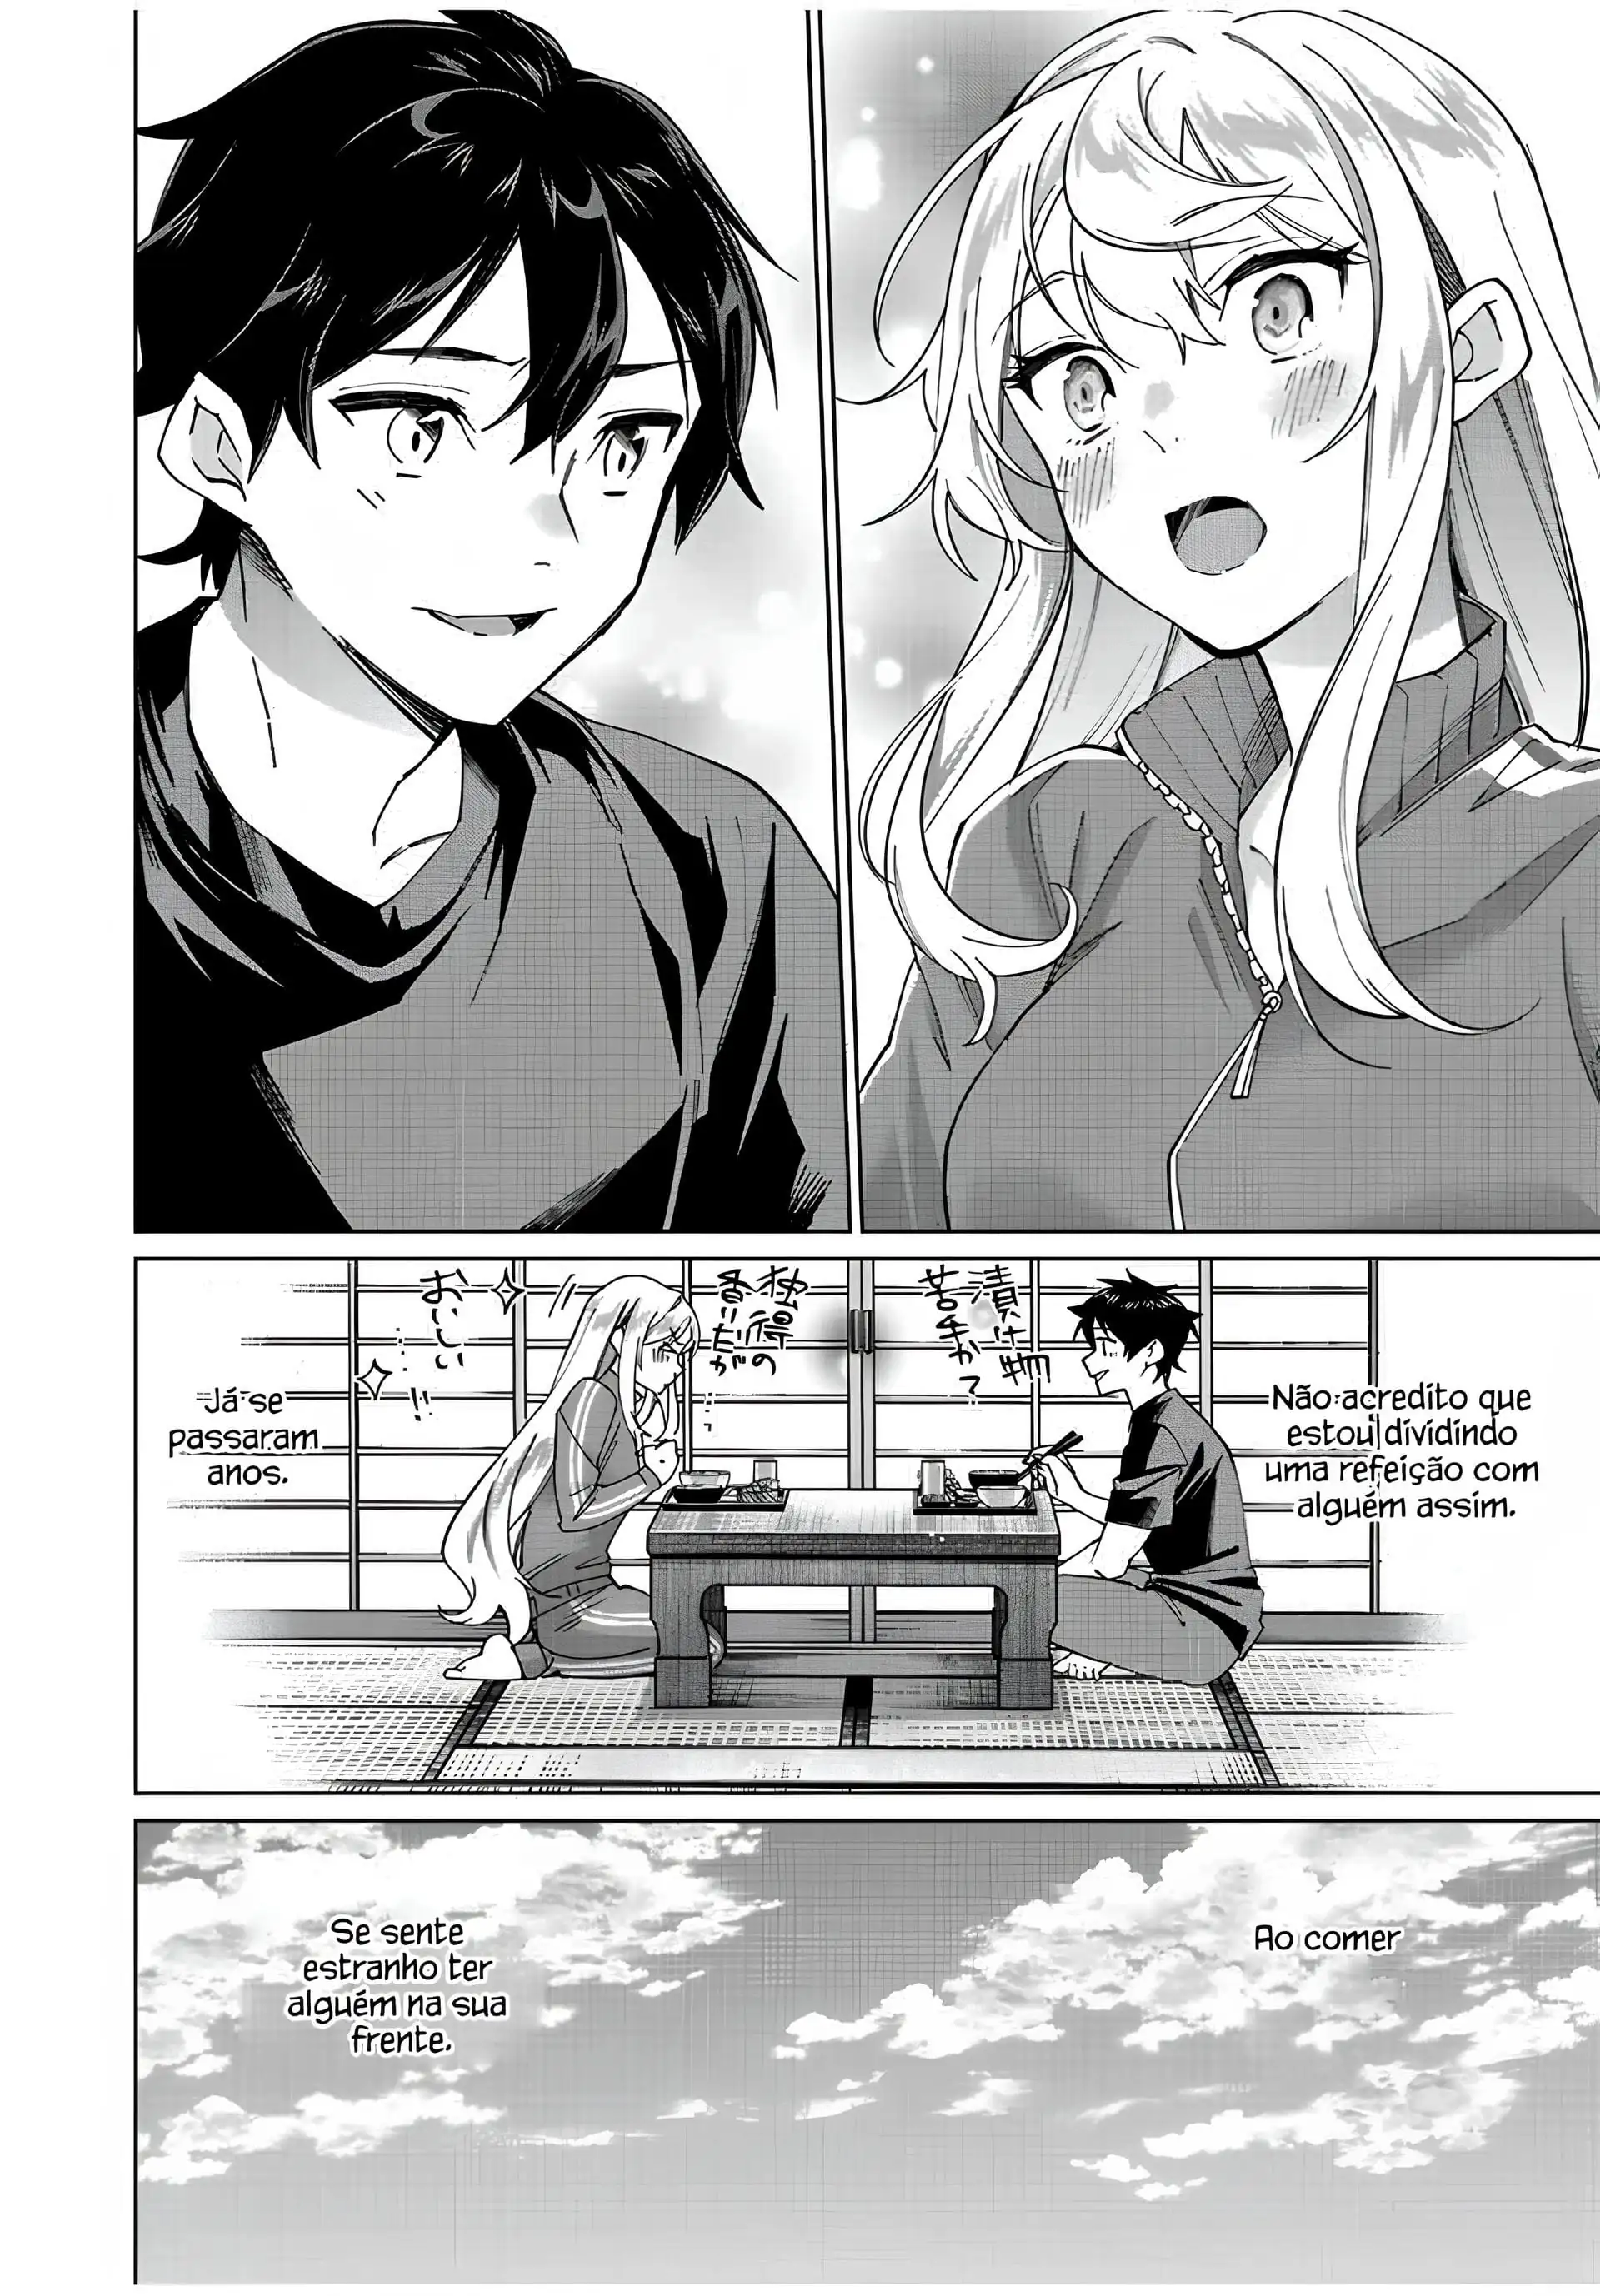 Não acredito que
estou dividindo
uma refeição com
alguém assim.
漬け物
苦手かな?
独得の
香りだが
おいしい
…!!
Já se
passaram
anos.
Ao comer
Se sente
estranho ter
alguém na sua
frente.